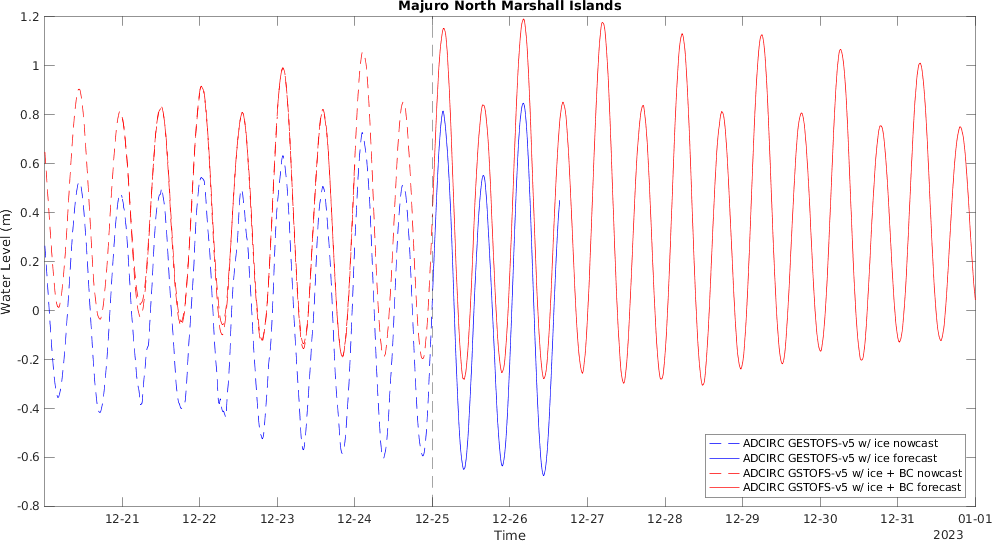 Majuro North Marshall Islands
1.2
1
0.8
0.6
0.4
0.2
0
-0.2
-0.4
-0.6
-0.8
Water Level (m)
ADCIRC GESTOFS-v5 w/ ice nowcast
ADCIRC GESTOFS-v5 w/ ice forecast
ADCIRC GSTOFS-v5 w/ ice + BC nowcast
ADCIRC GSTOFS-v5 w/ ice + BC forecast
12-21 12-22 12-23 12-24 12-25 12-26 12-27 12-28 12-29 12-30 12-31 01-01
Time
2023